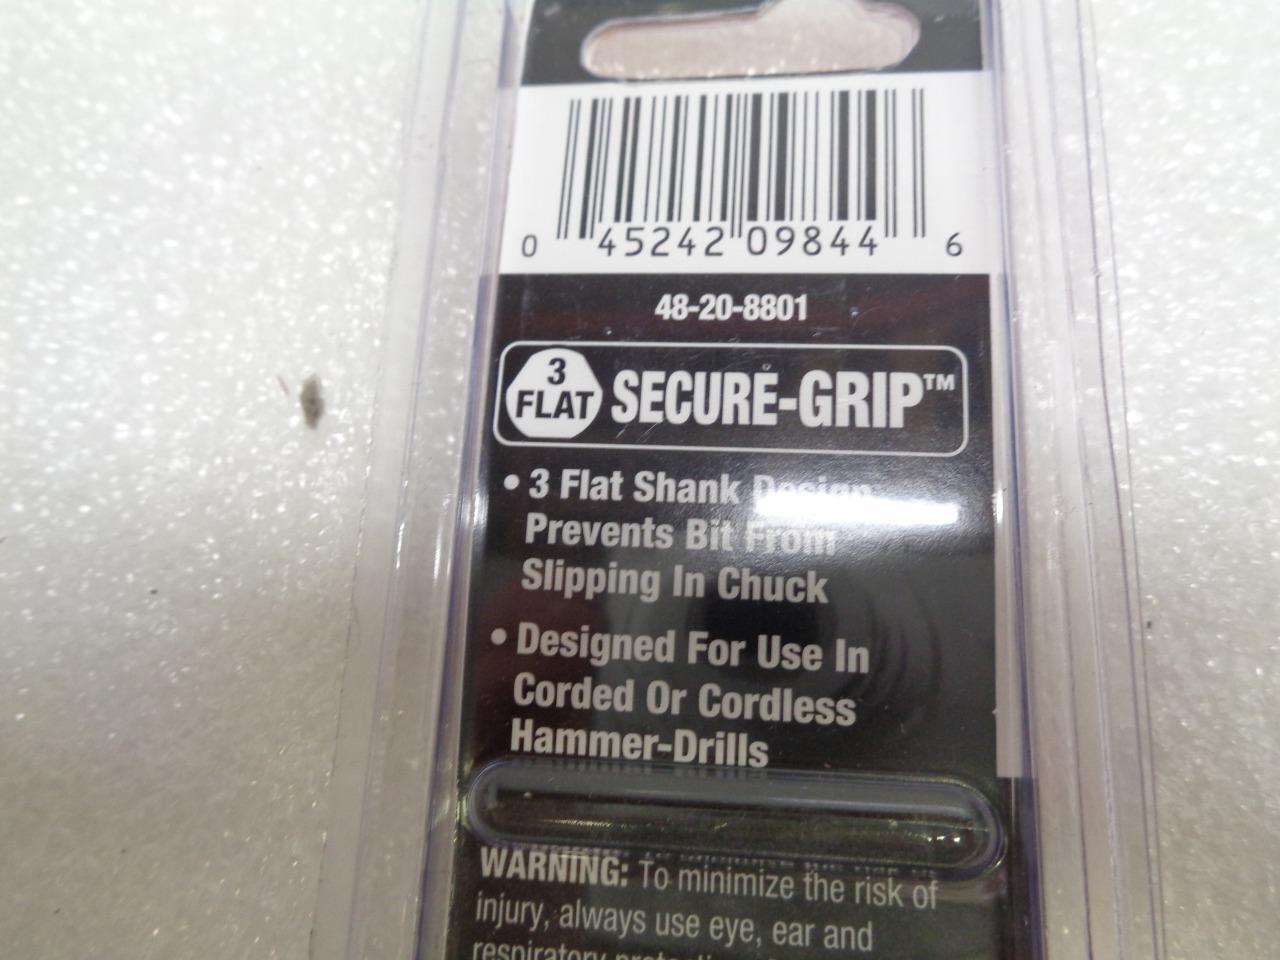 0 45242 09844 6
48-20-8801
3
FLAT
SECURE-GRIP™
• 3 Flat Shank Design
Prevents Bit From
Slipping In Chuck
• Designed For Use In
Corded Or Cordless
Hammer-Drills
WARNING: To minimize the risk of
injury, always use eye, ear and
respiratory